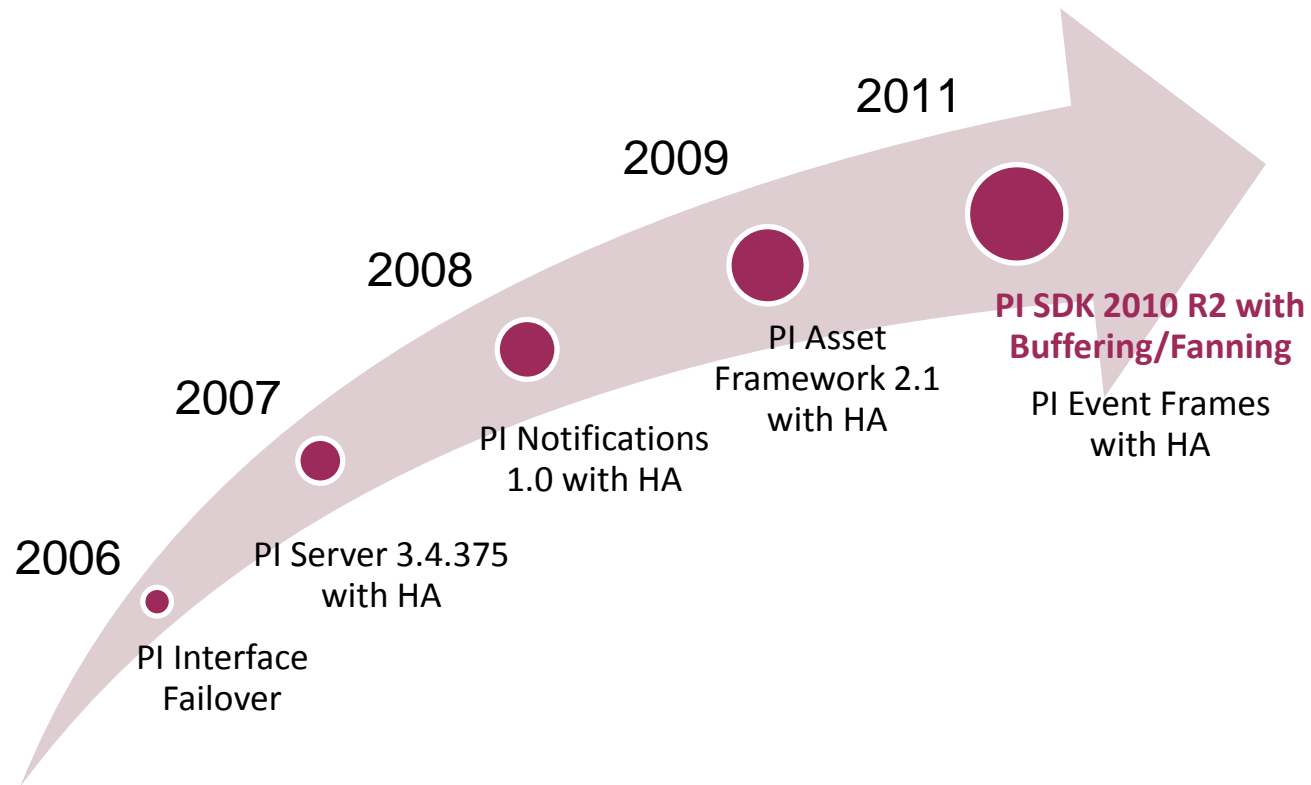 2006
PI Interface
Failover
2007
PI Server 3.4.375
with HA
2008
PI Notifications
1.0 with HA
2009
PI Asset
Framework 2.1
with HA
2011
PI SDK 2010 R2 with
Buffering/Fanning
PI Event Frames
with HA